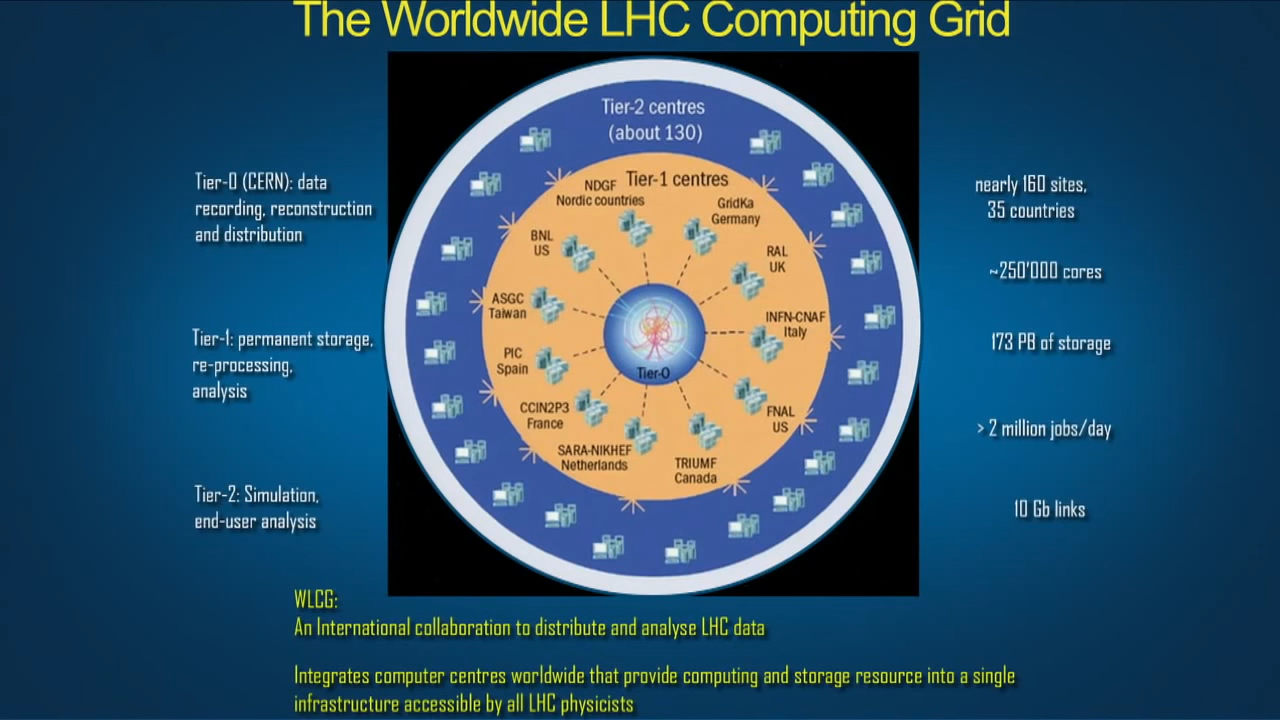 The Worldwide LHC Computing Grid
Tier-2 centres
(about 130)
Tier-1 centres
NDGF
Nordic countries
GridKa
Germany
BNL
US
RAL
UK
ASGC
Taiwan
INFN-CNAF
Italy
PIC
Spain
Tier-0
CCIN2P3
France
FNAL
US
SARA-NIKHEF
Netherlands
TRIUMF
Canada
Tier-0 (CERN): data
recording, reconstruction
and distribution
Tier-1: permanent storage,
re-processing,
analysis
Tier-2: Simulation,
end-user analysis
nearly 160 sites,
35 countries
~250'000 cores
173 PB of storage
> 2 million jobs/day
10 Gb links
WLCG:
An International collaboration to distribute and analyse LHC data
Integrates computer centres worldwide that provide computing and storage resource into a single
infrastructure accessible by all LHC physicists